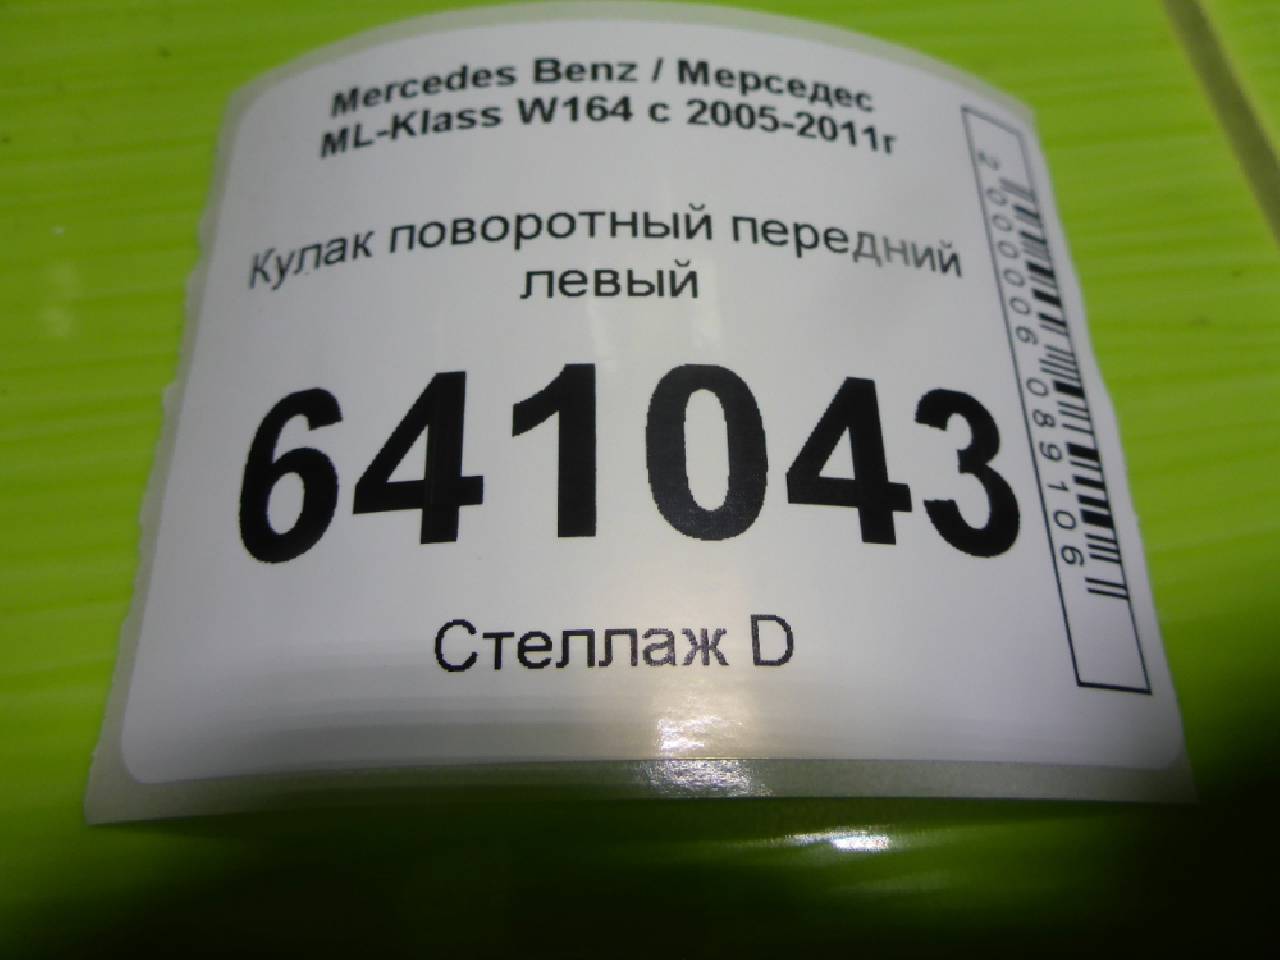 Mercedes Benz / Мерседес
ML-Klass W164 с 2005-2011г
Кулак поворотный передний
левый
641043
Стеллаж D
2000006089106